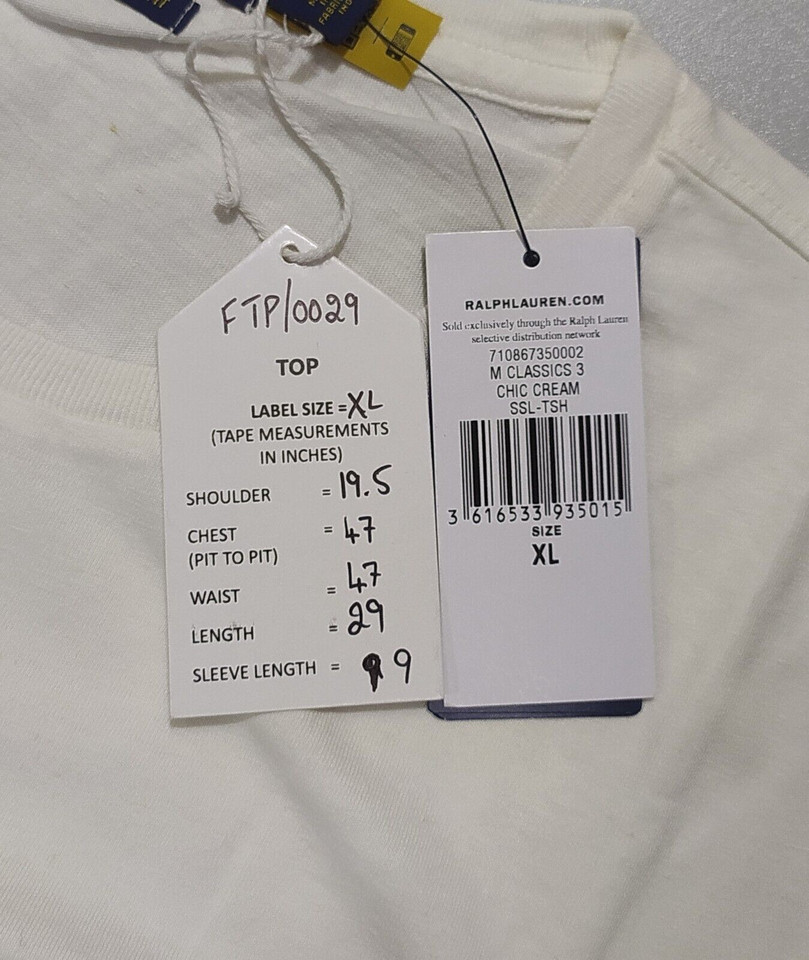 FTP/0029
TOP
LABEL SIZE = XL
(TAPE MEASUREMENTS
IN INCHES)
SHOULDER = 19.5
CHEST = 47
(PIT TO PIT)
WAIST = 47
LENGTH = 29
SLEEVE LENGTH = 9
RALPHLAUREN.COM
Sold exclusively through the Ralph Lauren
selective distribution network
710867350002
M CLASSICS 3
CHIC CREAM
SSL-TSH
3 616533 935015
SIZE
XL